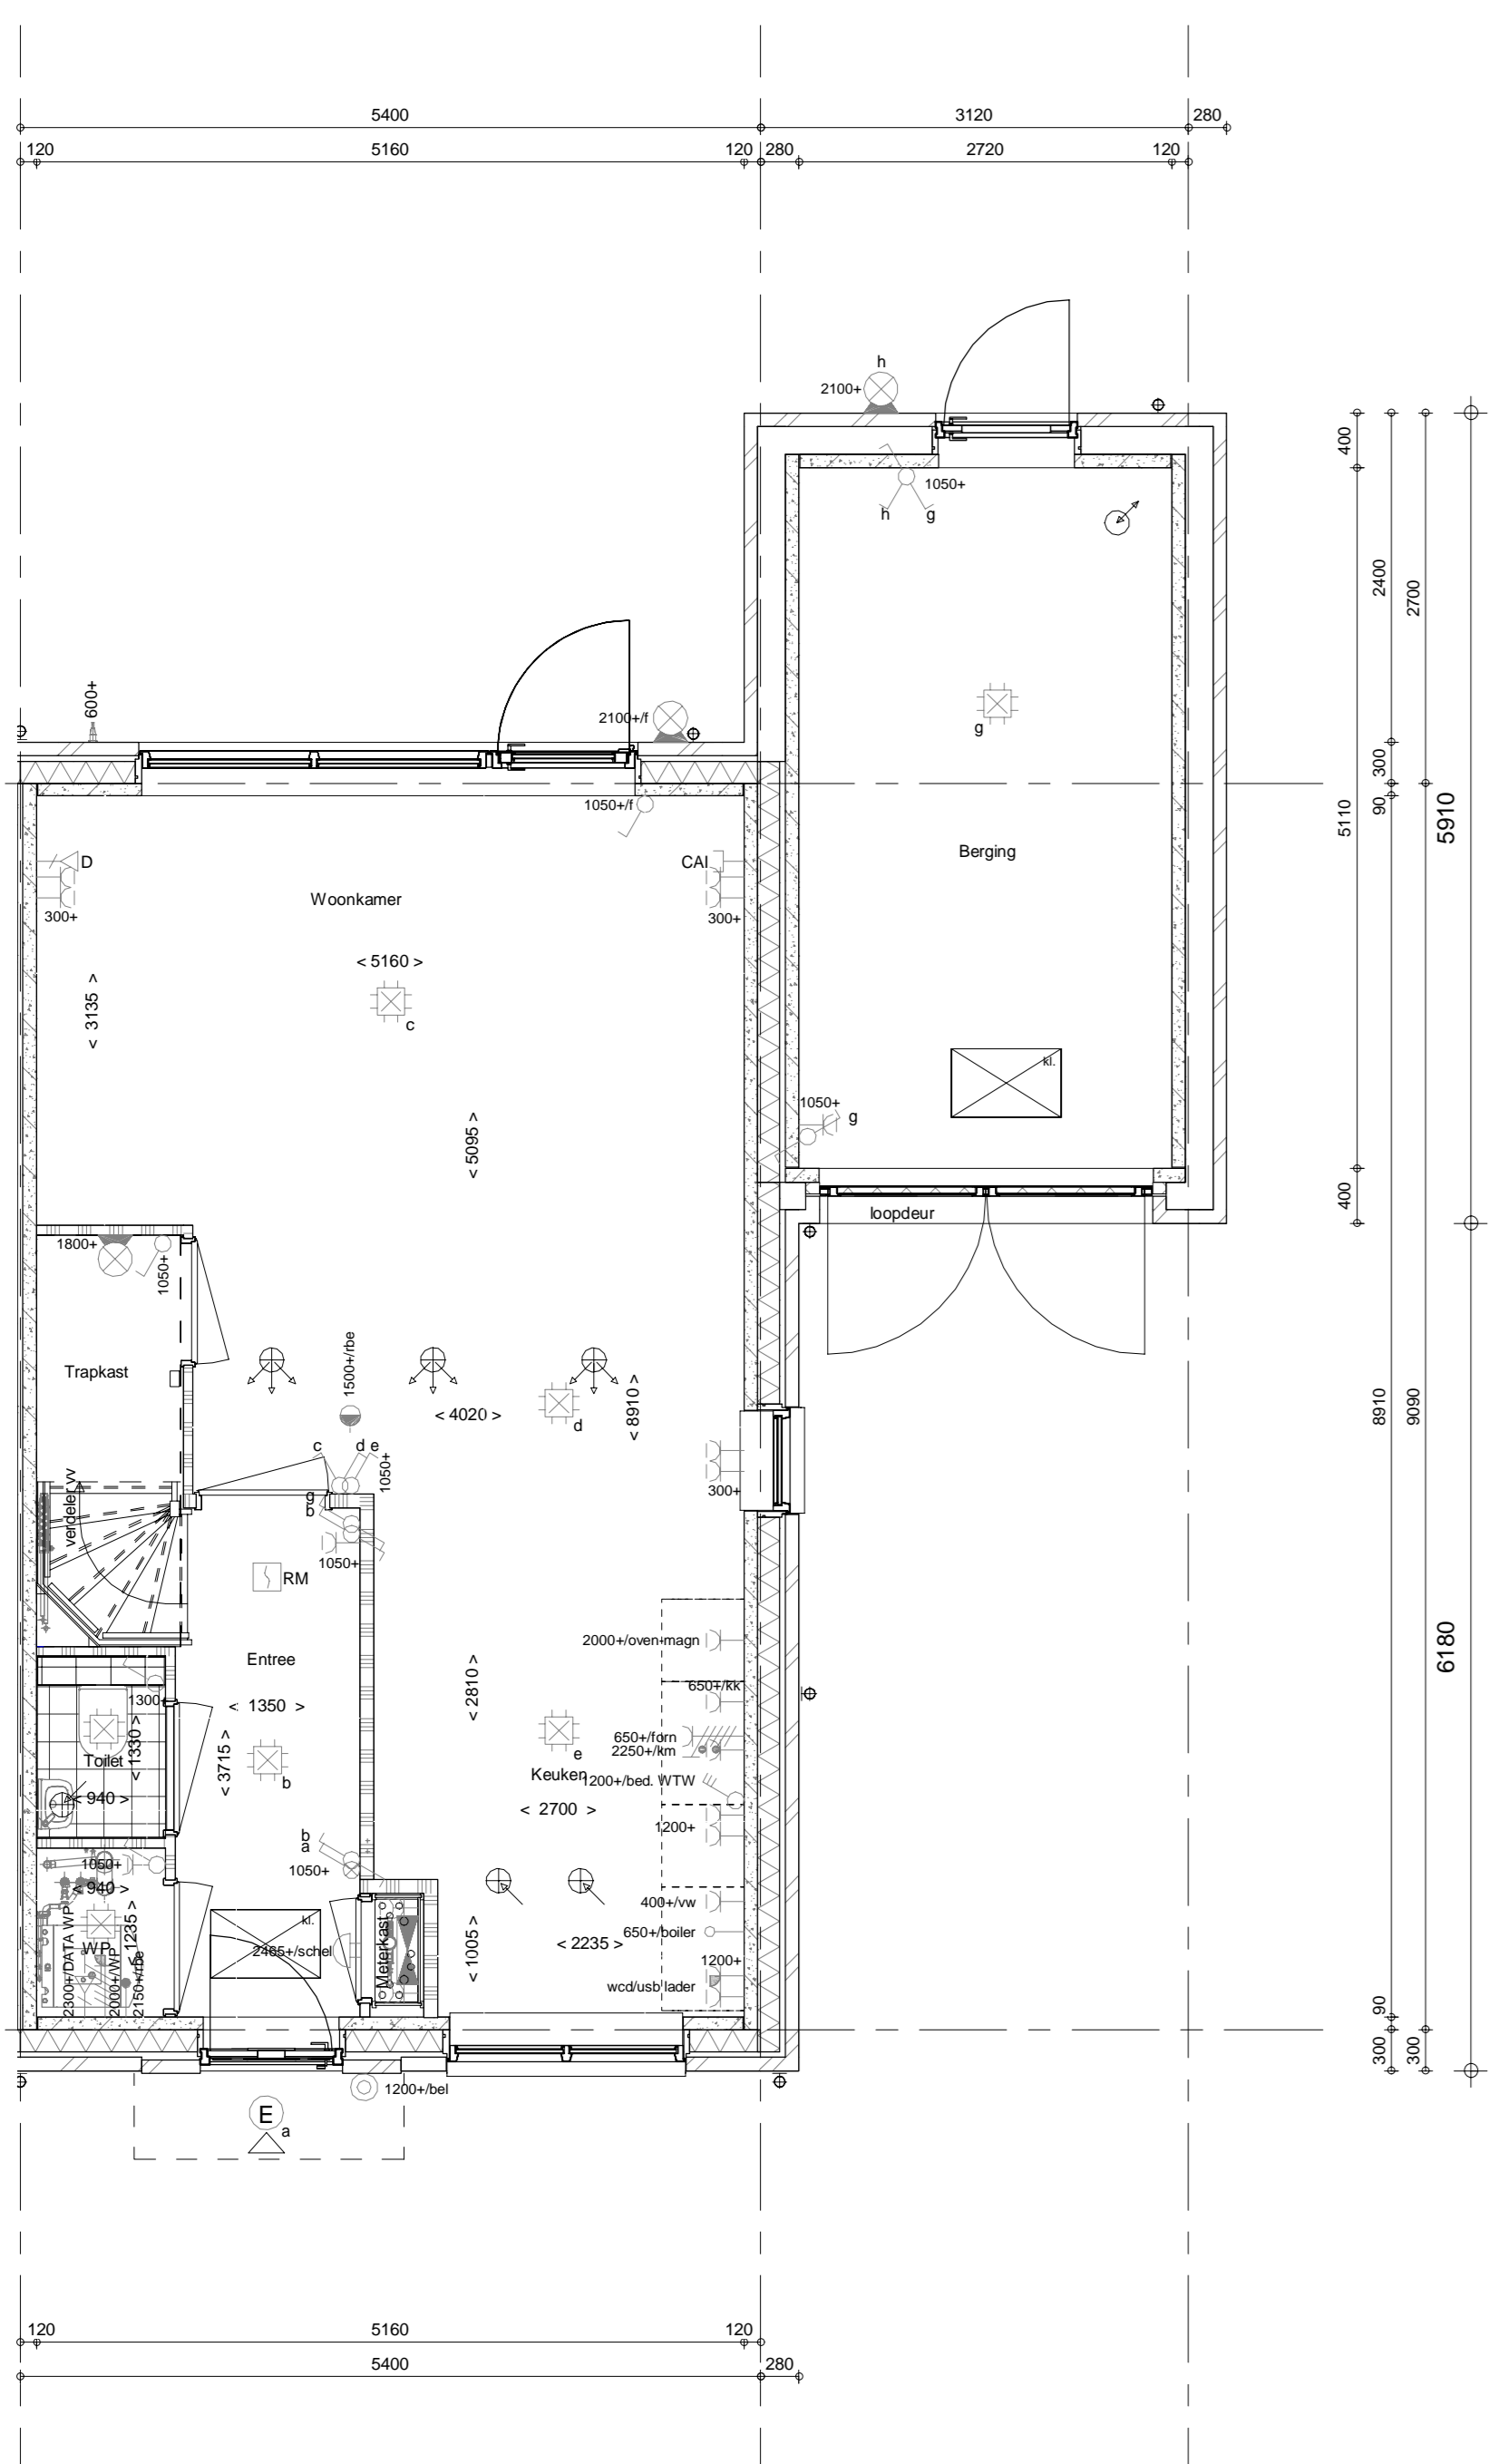 5400
3120
280
120
5160
120
280
2720
120
h
2100+
400
1050+
h
g
2400
2700
600+
2100+/f
g
300
1050+/f
90
5110
5910
D
CAI
Berging
300+
300+
Woonkamer
< 5160 >
< 3135 >
c
kl.
1050+
g
< 5095 >
400
loopdeur
1800+
1050+
1500+/rbe
Trapkast
< 4020 >
< 8910 >
d
8910
9090
c
d e
1050+
verdeler vv
300+
g
b
1050+
RM
2000+/oven-magn
Entree
6180
650+/kk
1300+
< 1350 >
< 2810 >
< 1330 >
650+/forn
2250+/km
< 3715 >
Toilet
e
b
Keuken
1200+/bed. WTW
< 940 >
< 2700 >
1200+
b
a
1050+
1050+
< 940 >
400+/vw
kl.
650+/boiler
< 1235 >
WP
2465+/schel
Meterkast
< 1005 >
< 2235 >
1200+
wcd/usb lader
2300+/DATA WP
2000+/WP
2150+/rbe
90
300
300
1200+/bel
E
a
120
5160
120
5400
280